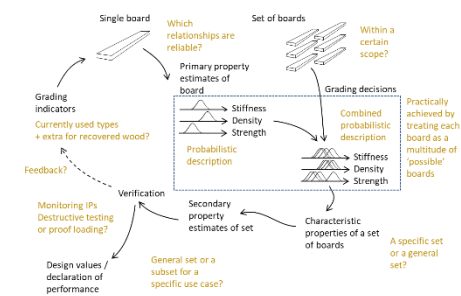 Single board
Set of boards
Which
relationships are
reliable?
Within a
certain
scope?
Primary property
estimates of
board
Grading decisions
Grading
indicators
Currently used types
+ extra for recovered wood?
Stiffness
Density
Strength
Probabilistic
description
Combined
probabilistic
description
Practically
achieved by
treating each
board as a
multitude of
'possible'
boards
Stiffness
Density
Strength
Feedback?
Verification
Monitoring IPs
Destructive testing
or proof loading?
Secondary
property
estimates of set
Characteristic
properties of a set
of boards
A specific set
or a general
set?
Design values /
declaration of
performance
General set or a
subset for a
specific use case?